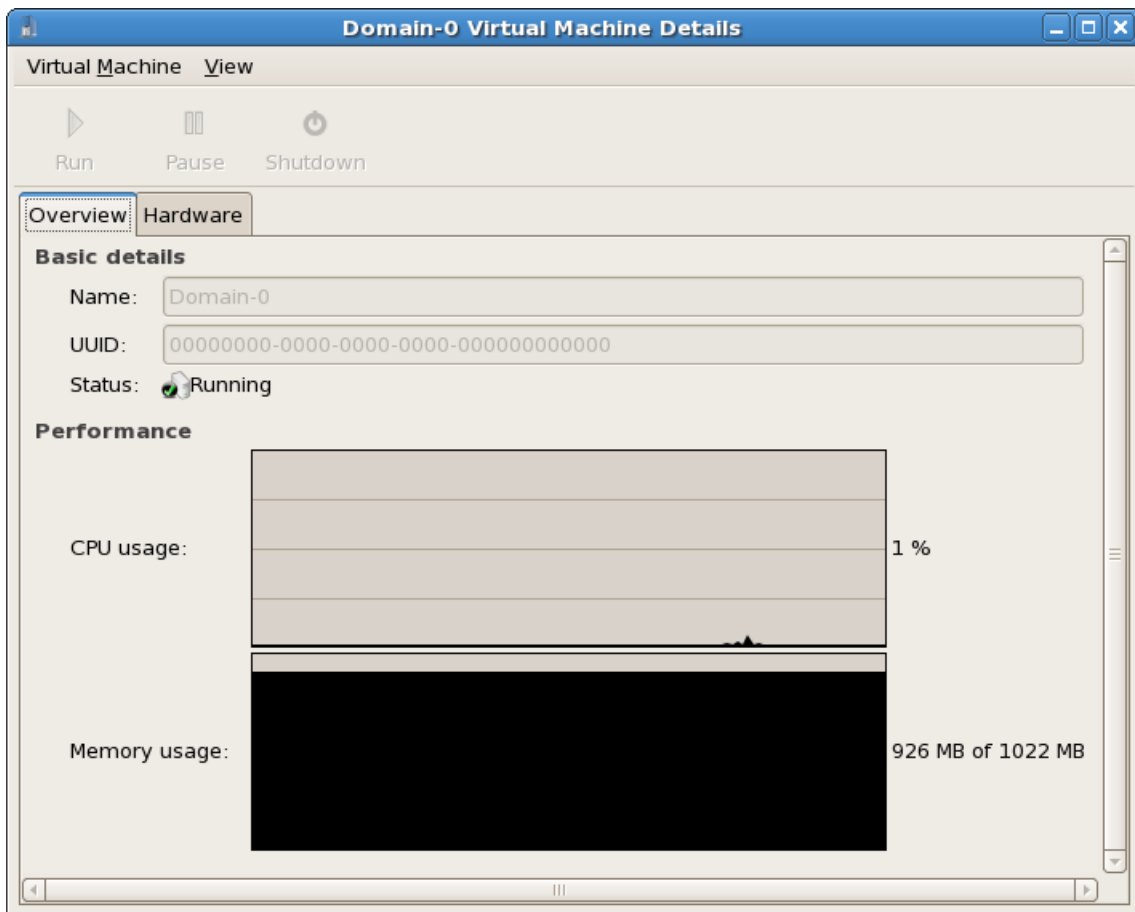 Domain-0 Virtual Machine Details
Virtual Machine View
Run Pause Shutdown
Overview Hardware
Basic details
Name: Domain-0
UUID: 00000000-0000-0000-0000-000000000000
Status: Running
Performance
CPU usage: 1 %
Memory usage: 926 MB of 1022 MB